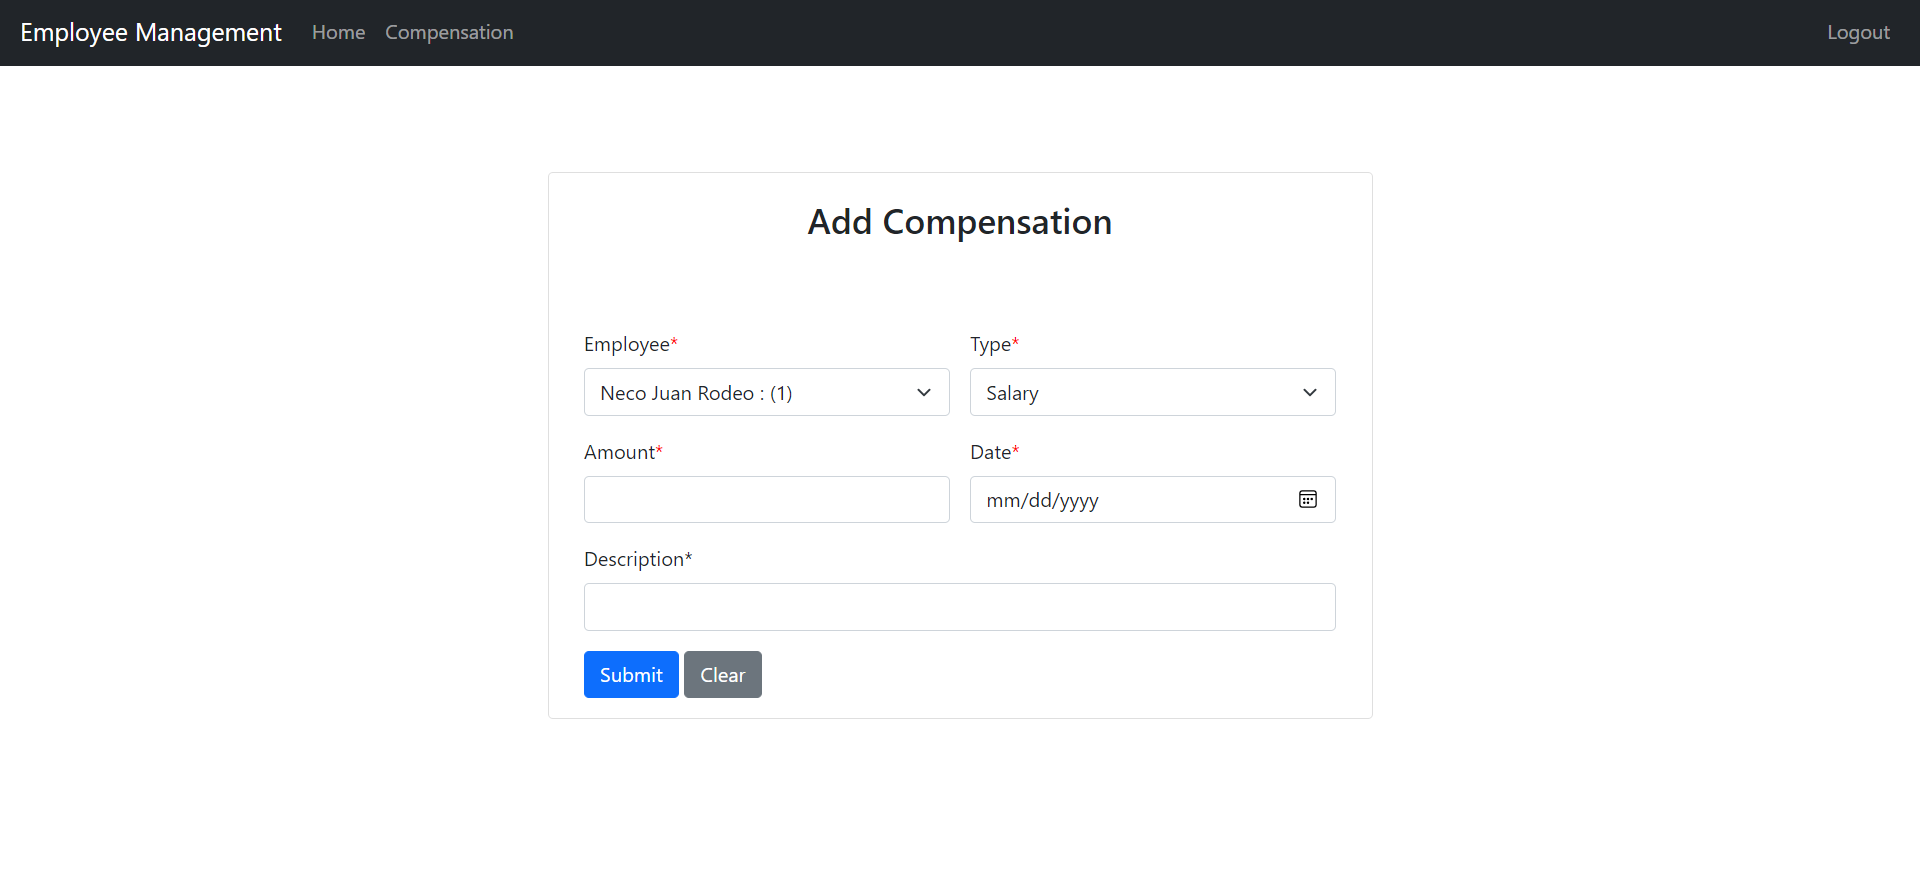 Employee Management Home Compensation Logout
Add Compensation
Employee* Type*
Neco Juan Rodeo : (1) Salary
Amount* Date*
mm/dd/yyyy
Description*
Submit Clear